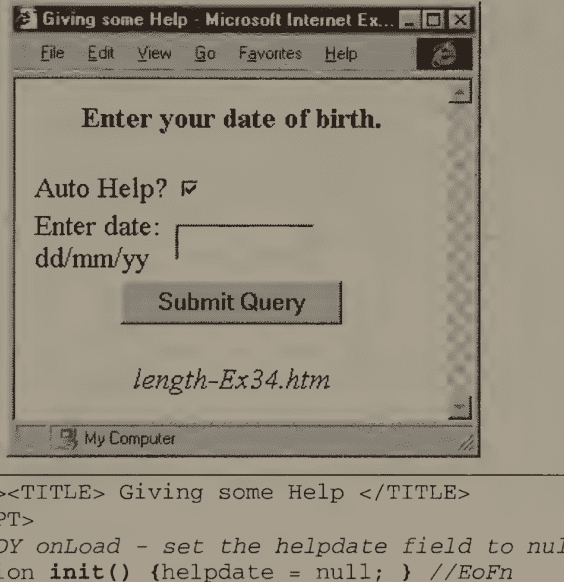 Giving some Help - Microsoft Internet Ex...
File Edit View Go Favorites Help
Enter your date of birth.
Auto Help?
Enter date:
dd/mm/yy
Submit Query
length-Ex34.htm
My Computer
><TITLE> Giving some Help </TITLE>
PT>
DY onLoad - set the helpdate field to nul
ion init() {helpdate = null; } //EoFn